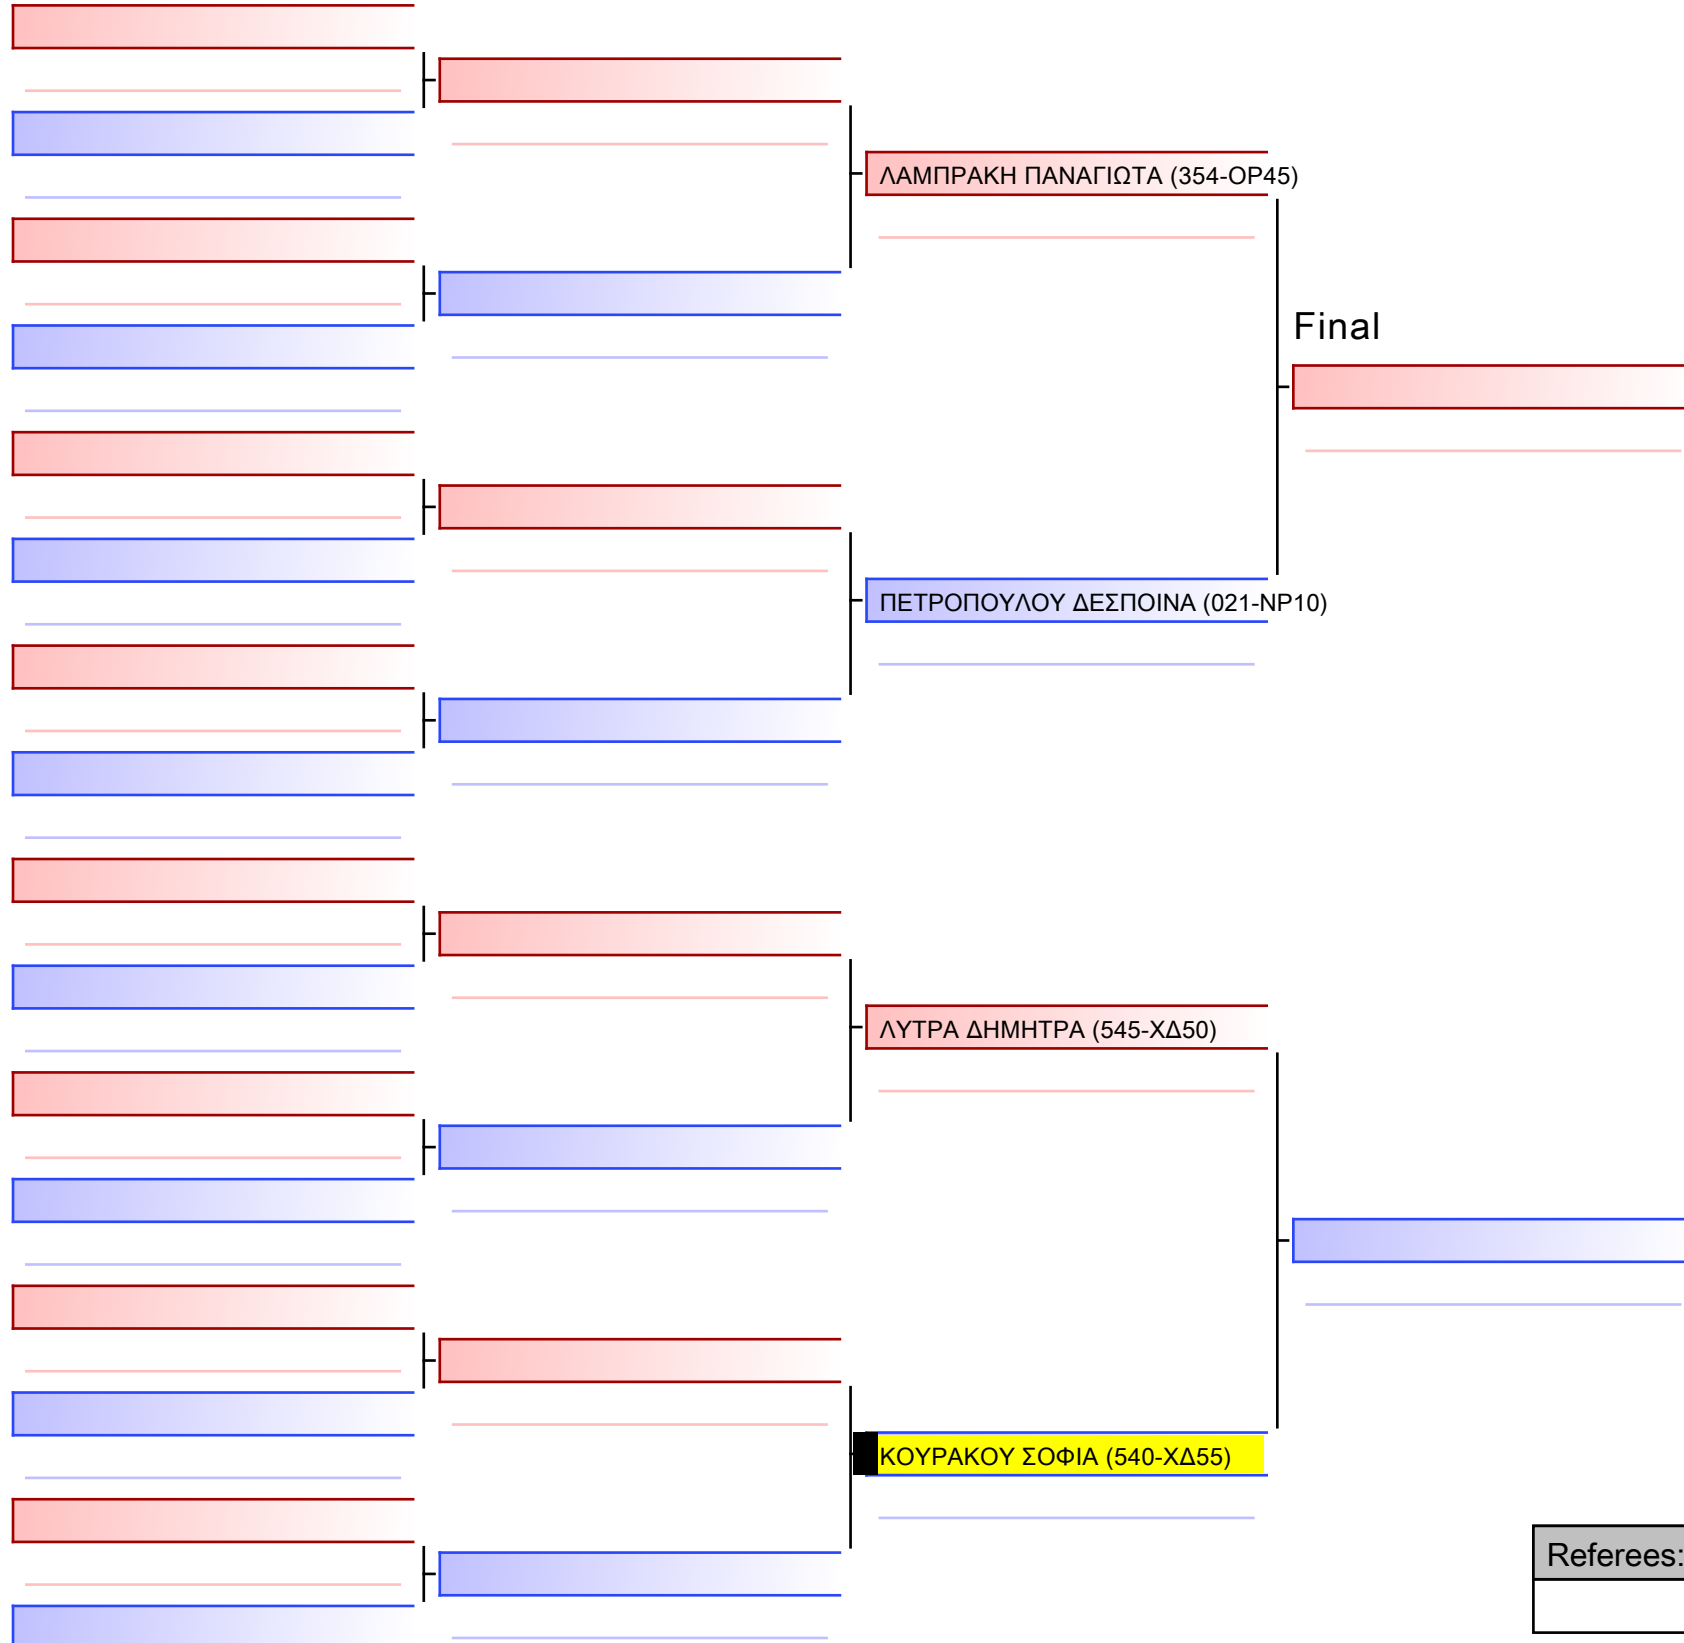 ΛΑΜΠΡΑΚΗ ΠΑΝΑΓΙΩΤΑ (354-ΟΡ45)
Final
ΠΕΤΡΟΠΟΥΛΟΥ ΔΕΣΠΟΙΝΑ (021-ΝΡ10)
ΛΥΤΡΑ ΔΗΜΗΤΡΑ (545-ΧΔ50)
ΚΟΥΡΑΚΟΥ ΣΟΦΙΑ (540-ΧΔ55)
Referees: